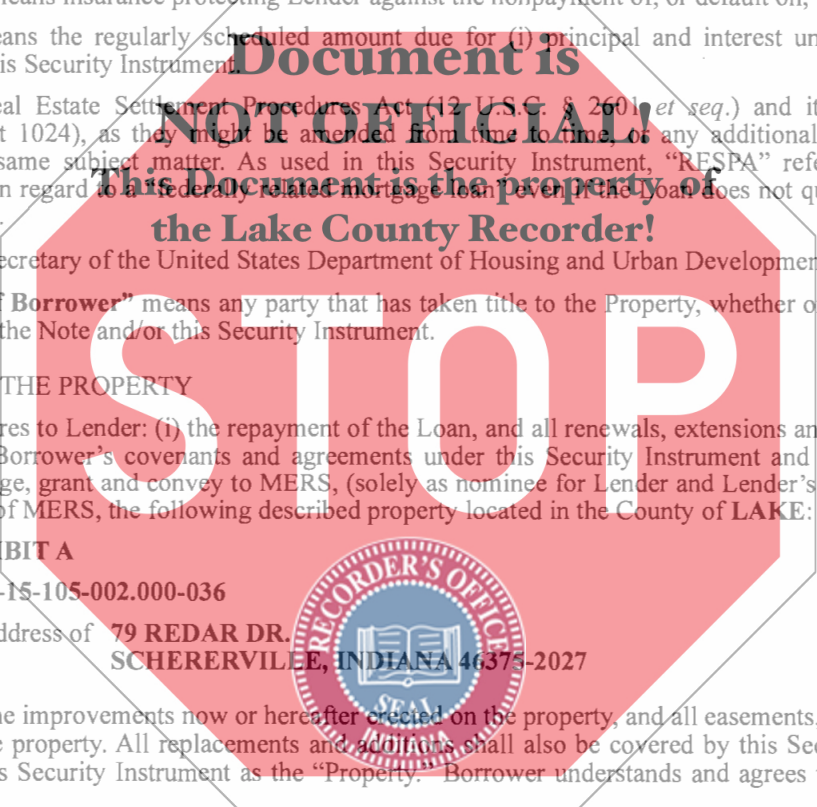 eans insurance protecting Lender against the nonpayment of, or default on,
eans the regularly scheduled amount due for (i) principal and interest un
is Security Instrument.
Document is
eal Estate Settlement Procedures Act (12 U.S.C. § 2601 et seq.) and it
NOT OFFICIAL!
t 1024), as they might be amended from time to time, or any additional
same subject matter. As used in this Security Instrument, “RESPA” refe
This Document is the property of
n regard to a “federally related mortgage loan” even if the Loan does not qu
.
the Lake County Recorder!
ecretary of the United States Department of Housing and Urban Developmen
f Borrower” means any party that has taken title to the Property, whether o
the Note and/or this Security Instrument.
STOP
THE PROPERTY
res to Lender: (i) the repayment of the Loan, and all renewals, extensions an
Borrower’s covenants and agreements under this Security Instrument and
ge, grant and convey to MERS, (solely as nominee for Lender and Lender’s
of MERS, the following described property located in the County of LAKE:
IBIT A
-15-105-002.000-036
ddress of 79 REDAR DR.
SCHERERVILLE, INDIANA 46375-2027
RECORDER'S OFFICE
SEAL
INDIANA
he improvements now or hereafter erected on the property, and all easements,
e property. All replacements and additions shall also be covered by this Sec
s Security Instrument as the “Property.” Borrower understands and agrees